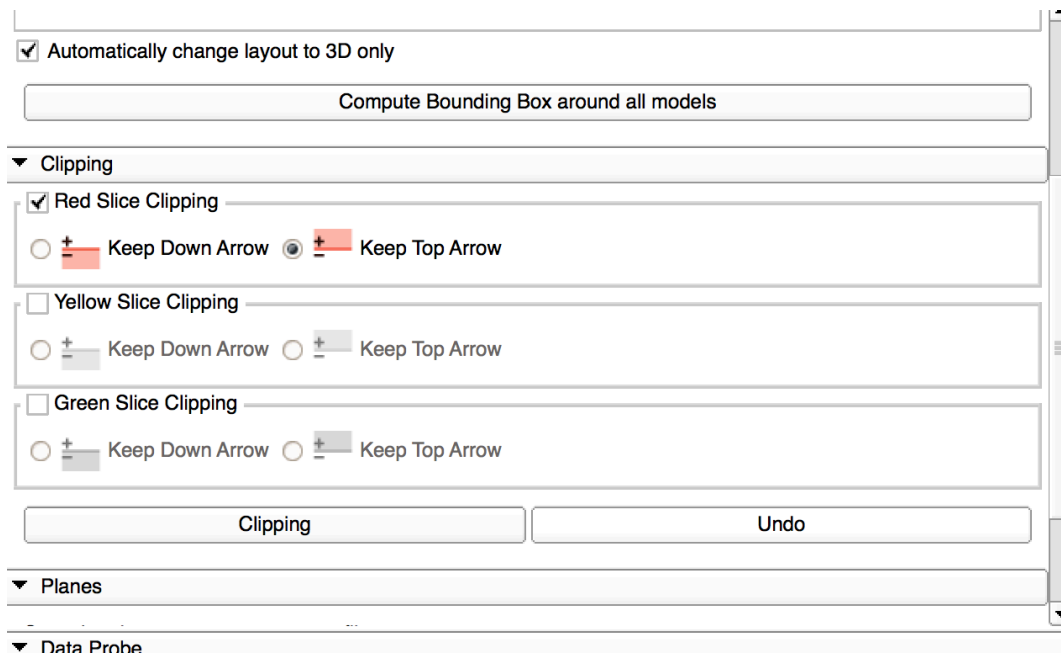 Automatically change layout to 3D only
Compute Bounding Box around all models
Clipping
Red Slice Clipping
+ − Keep Down Arrow + − Keep Top Arrow
Yellow Slice Clipping
+ − Keep Down Arrow + − Keep Top Arrow
Green Slice Clipping
+ − Keep Down Arrow + − Keep Top Arrow
Clipping Undo
Planes
Data Probe